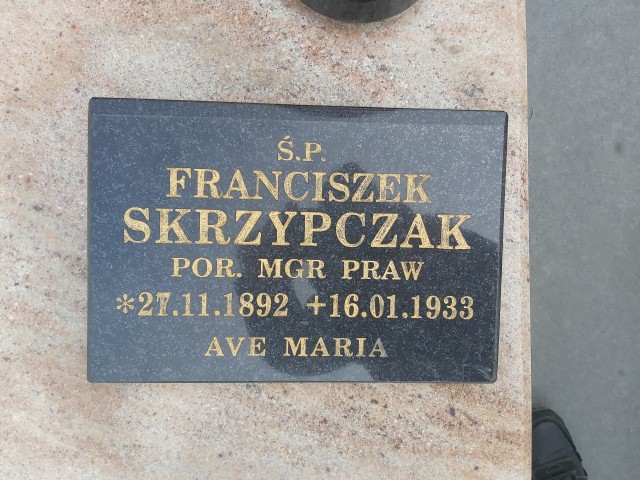 Ś.P.
FRANCISZEK
SKRZYPCZAK
POR. MGR PRAW
*27.11.1892 +16.01.1933
AVE MARIA